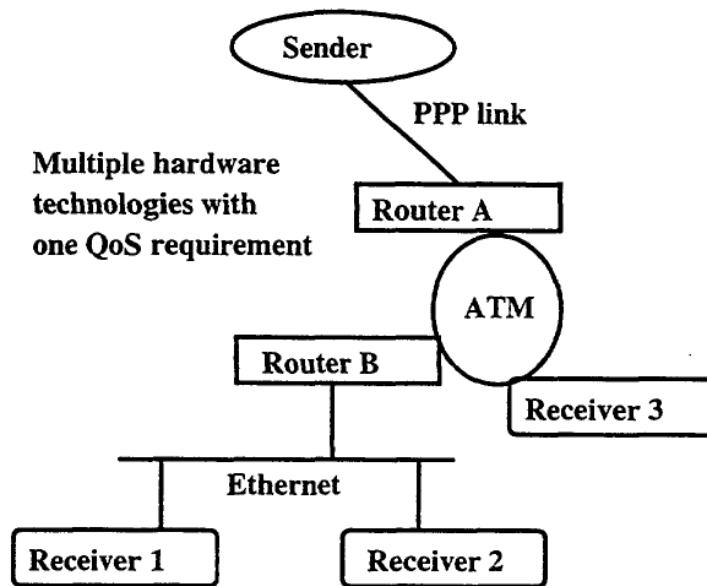 Sender
PPP link
Multiple hardware
technologies with
one QoS requirement
Router A
ATM
Router B
Receiver 3
Ethernet
Receiver 1
Receiver 2